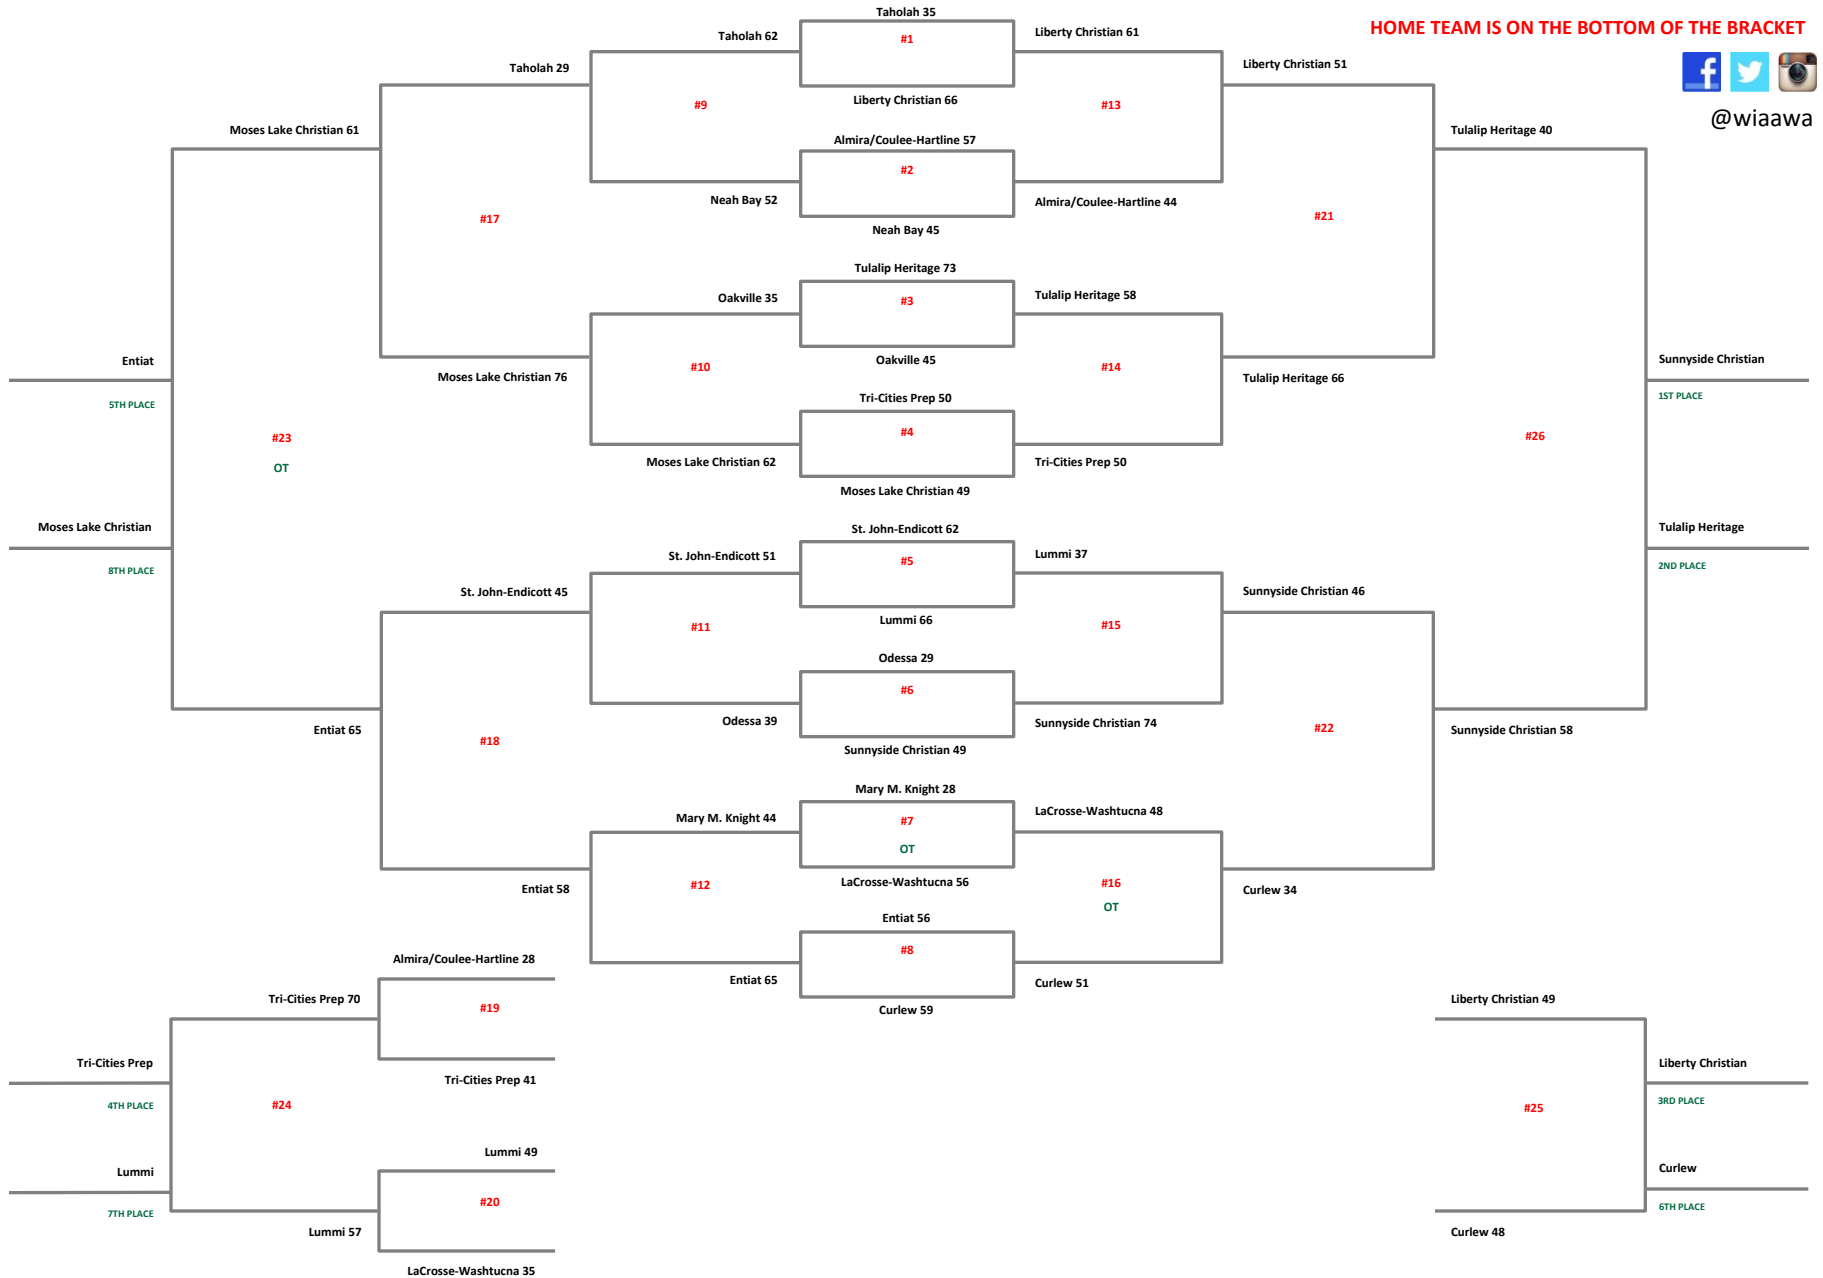 HOME TEAM IS ON THE BOTTOM OF THE BRACKET
@wiaawa
Taholah 35
#1
Liberty Christian 66
Almira/Coulee-Hartline 57
#2
Neah Bay 45
Tulalip Heritage 73
#3
Oakville 45
Tri-Cities Prep 50
#4
Moses Lake Christian 49
St. John-Endicott 62
#5
Lummi 66
Odessa 29
#6
Sunnyside Christian 49
Mary M. Knight 28
#7
OT
LaCrosse-Washtucna 56
Entiat 56
#8
Curlew 59
Taholah 62
#9
Neah Bay 52
Oakville 35
#10
Moses Lake Christian 62
St. John-Endicott 51
#11
Odessa 39
Mary M. Knight 44
#12
Entiat 65
Liberty Christian 61
#13
Almira/Coulee-Hartline 44
Tulalip Heritage 58
#14
Tri-Cities Prep 50
Lummi 37
#15
Sunnyside Christian 74
LaCrosse-Washtucna 48
#16
OT
Curlew 51
Taholah 29
#17
Moses Lake Christian 76
St. John-Endicott 45
#18
Entiat 58
Almira/Coulee-Hartline 28
#19
Tri-Cities Prep 41
Lummi 49
#20
LaCrosse-Washtucna 35
Liberty Christian 51
#21
Tulalip Heritage 66
Sunnyside Christian 46
#22
Curlew 34
Moses Lake Christian 61
#23
OT
Entiat 65
Entiat
5TH PLACE
Moses Lake Christian
8TH PLACE
Tri-Cities Prep 70
#24
Lummi 57
Tri-Cities Prep
4TH PLACE
Lummi
7TH PLACE
Liberty Christian 49
#25
Curlew 48
Liberty Christian
3RD PLACE
Curlew
6TH PLACE
Tulalip Heritage 40
#26
Sunnyside Christian 58
Sunnyside Christian
1ST PLACE
Tulalip Heritage
2ND PLACE